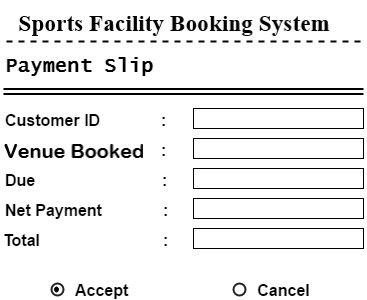 Sports Facility Booking System
Payment Slip
Customer ID :
Venue Booked :
Due :
Net Payment :
Total :
Accept Cancel